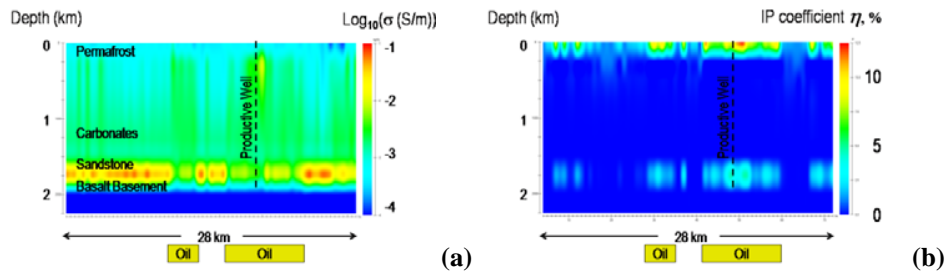 Depth (km)
Log₁₀(σ (S/m)
0
Permafrost
Productive Well
1
Carbonates
Sandstone
Basalt Basement
2
-1
-2
-3
-4
28 km
Oil
Oil
(a)
Depth (km)
IP coefficient η, %
0
Productive Well
1
2
10
5
0
28 km
Oil
Oil
(b)